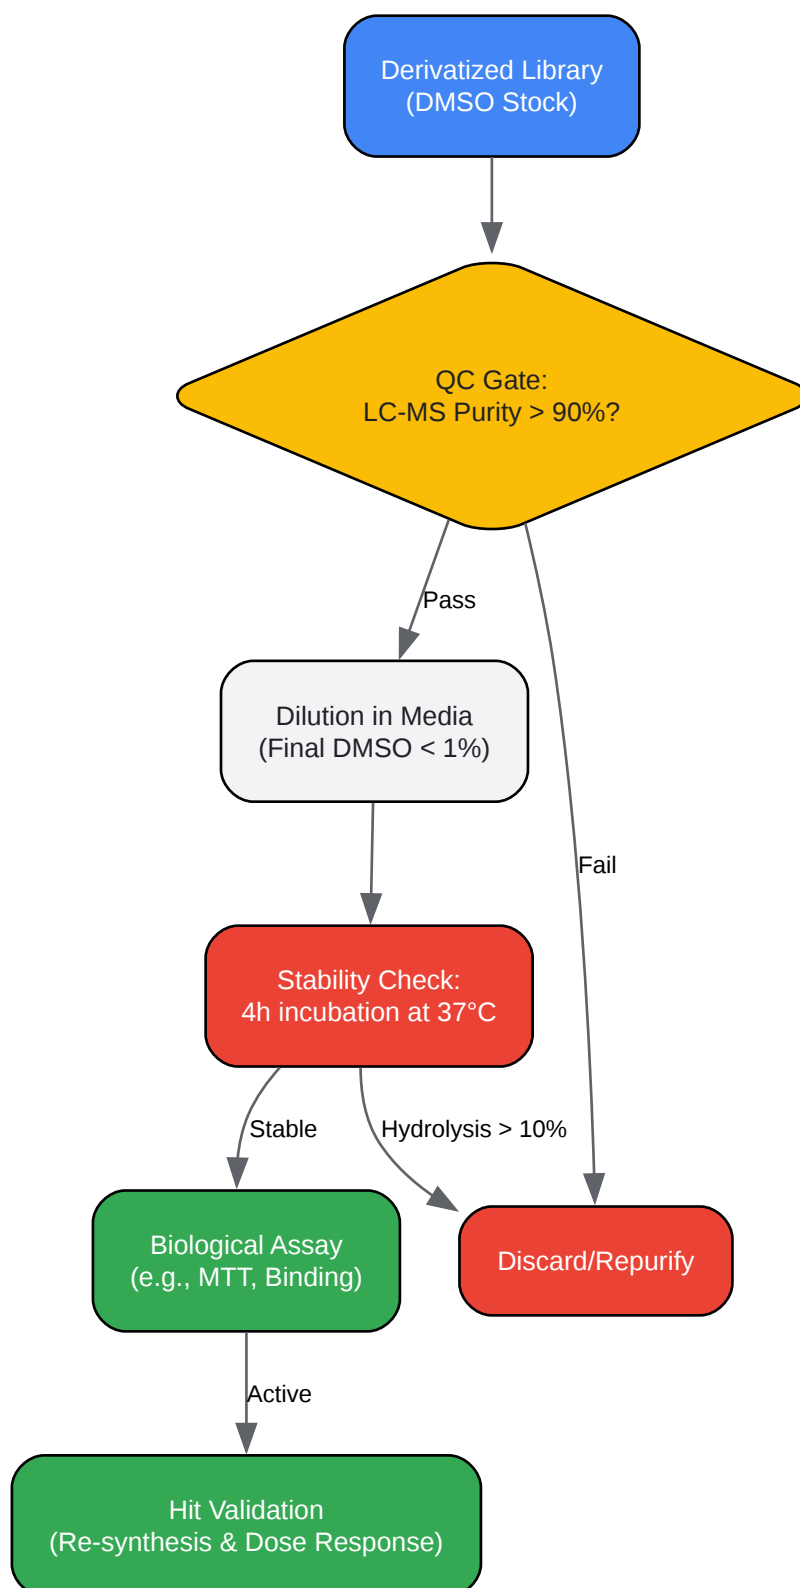 Derivatized Library
(DMSO Stock)
QC Gate:
LC-MS Purity > 90%?
Pass
Dilution in Media
(Final DMSO < 1%)
Fail
Stability Check:
4h incubation at 37°C
Stable
Hydrolysis > 10%
Biological Assay
(e.g., MTT, Binding)
Discard/Repurify
Active
Hit Validation
(Re-synthesis & Dose Response)